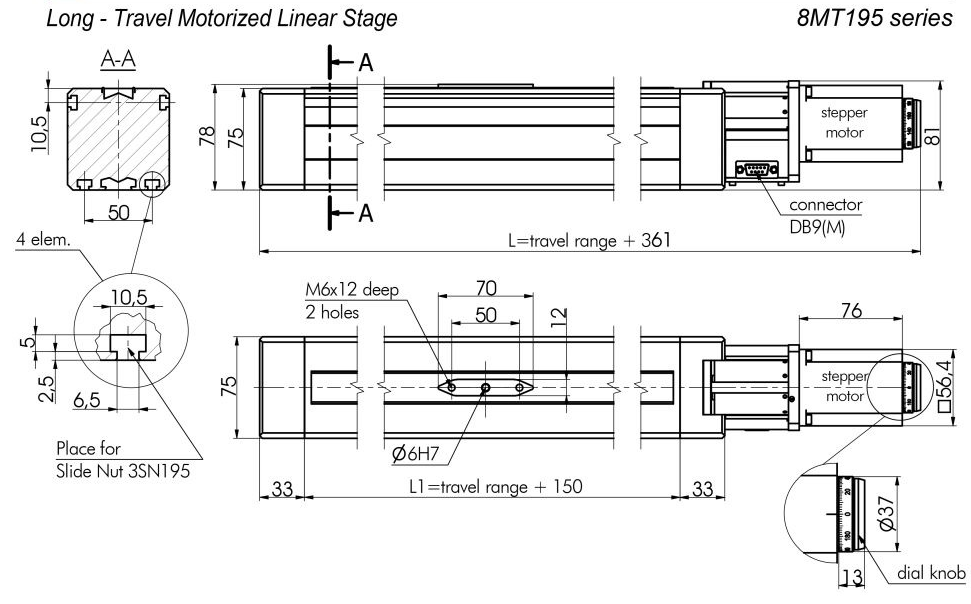 Long - Travel Motorized Linear Stage
8MT195 series
A-A
A
10,5
78
75
stepper
motor
81
50
A
connector
DB9(M)
L=travel range + 361
4 elem.
10,5
5
2,5
6,5
Place for
Slide Nut 3SN195
M6x12 deep
2 holes
70
50
12
76
75
stepper
motor
□56,4
Ø6H7
33
L1=travel range + 150
33
20
0
180
Ø37
13
dial knob